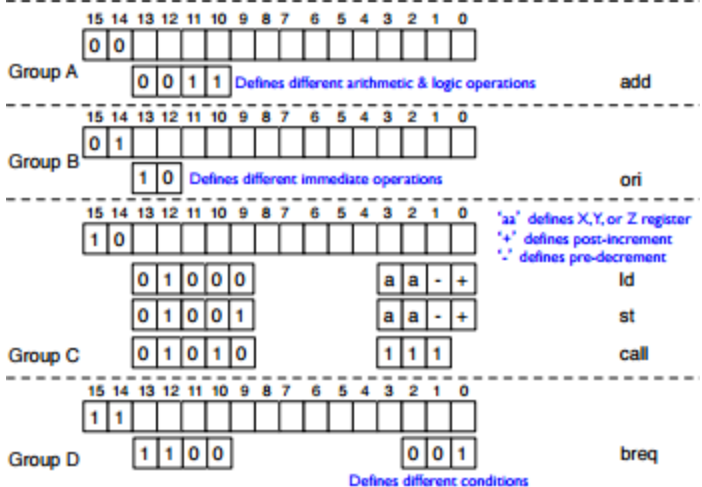 15 14 13 12 11 10 9 8 7 6 5 4 3 2 1 0
0 0
Group A
0 0 1 1 Defines different arithmetic & logic operations add
15 14 13 12 11 10 9 8 7 6 5 4 3 2 1 0
0 1
Group B
1 0 Defines different immediate operations ori
15 14 13 12 11 10 9 8 7 6 5 4 3 2 1 0
1 0
"aa" defines X,Y, or Z register
"+" defines post-increment
"-" defines pre-decrement
0 1 0 0 0 a a - + ld
0 1 0 0 1 a a - + st
Group C 0 1 0 1 0 1 1 1 call
15 14 13 12 11 10 9 8 7 6 5 4 3 2 1 0
1 1
Group D 1 1 0 0 0 0 1 breq
Defines different conditions